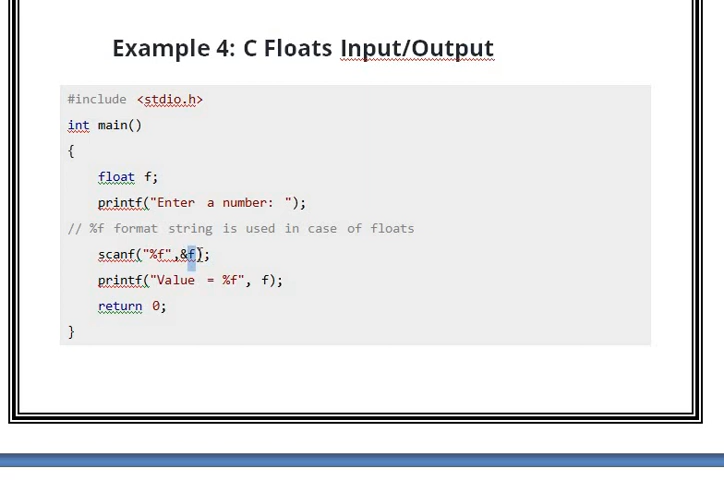 Example 4: C Floats Input/Output
#include <stdio.h>
int main()
{
float f;
printf("Enter a number: ");
// %f format string is used in case of floats
scanf("%f",&f);
printf("Value = %f", f);
return 0;
}